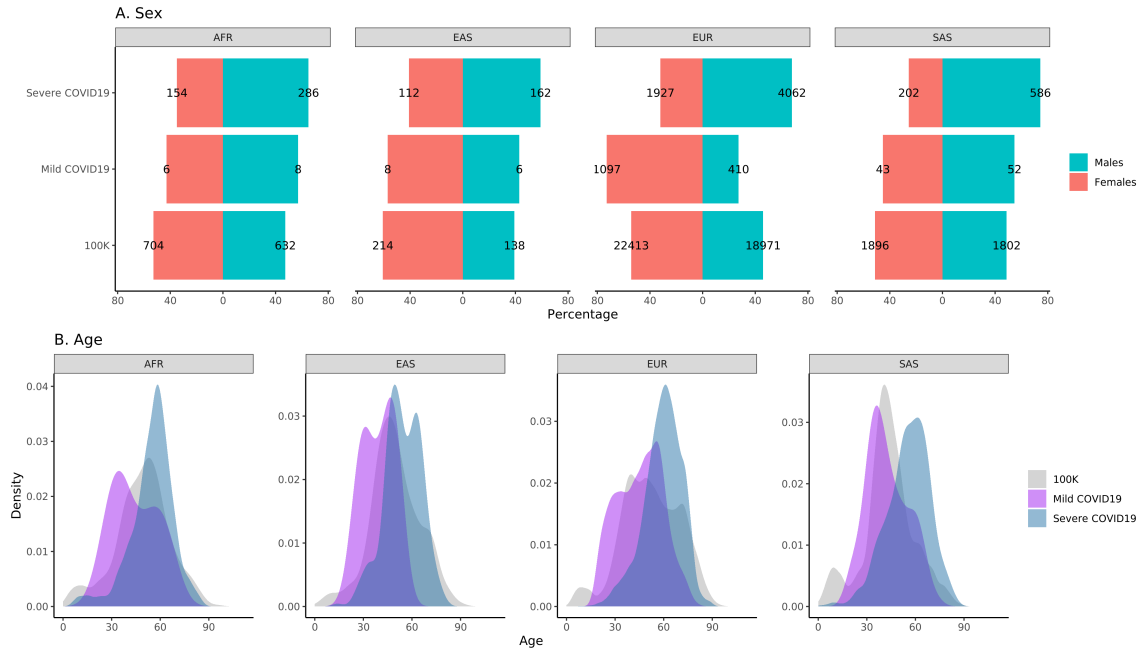 A. Sex
AFR EAS EUR SAS
Severe COVID19 154 286 112 162 1927 4062 202 586
Mild COVID19 6 8 8 6 1097 410 43 52
100K 704 632 214 138 22413 18971 1896 1802
Males
Females
80 40 0 40 80 80 40 0 40 80 80 40 0 40 80 80 40 0 40 80
Percentage
B. Age
AFR EAS EUR SAS
Density
0.04
0.03
0.02
0.01
0.00
0 30 60 90
0.03
0.02
0.01
0.00
0 30 60 90
0.03
0.02
0.01
0.00
0 30 60 90
0.03
0.02
0.01
0.00
0 30 60 90
Age
100K
Mild COVID19
Severe COVID19